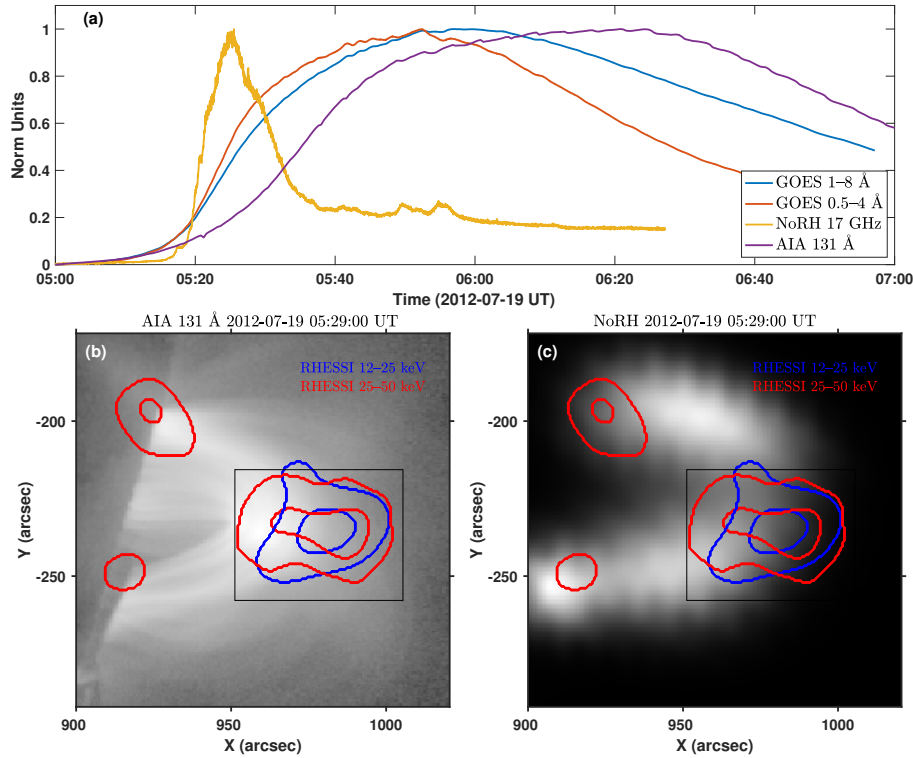 (a)
1
0.8
0.6
0.4
0.2
0
Norm Units
GOES 1–8 Å
GOES 0.5–4 Å
NoRH 17 GHz
AIA 131 Å
05:00 05:20 05:40 06:00 06:20 06:40 07:00
Time (2012-07-19 UT)
AIA 131 Å 2012-07-19 05:29:00 UT
(b)
RHESSI 12–25 keV
RHESSI 25–50 keV
-200
-250
Y (arcsec)
900 950 1000
X (arcsec)
NoRH 2012-07-19 05:29:00 UT
(c)
RHESSI 12–25 keV
RHESSI 25–50 keV
-200
-250
Y (arcsec)
900 950 1000
X (arcsec)